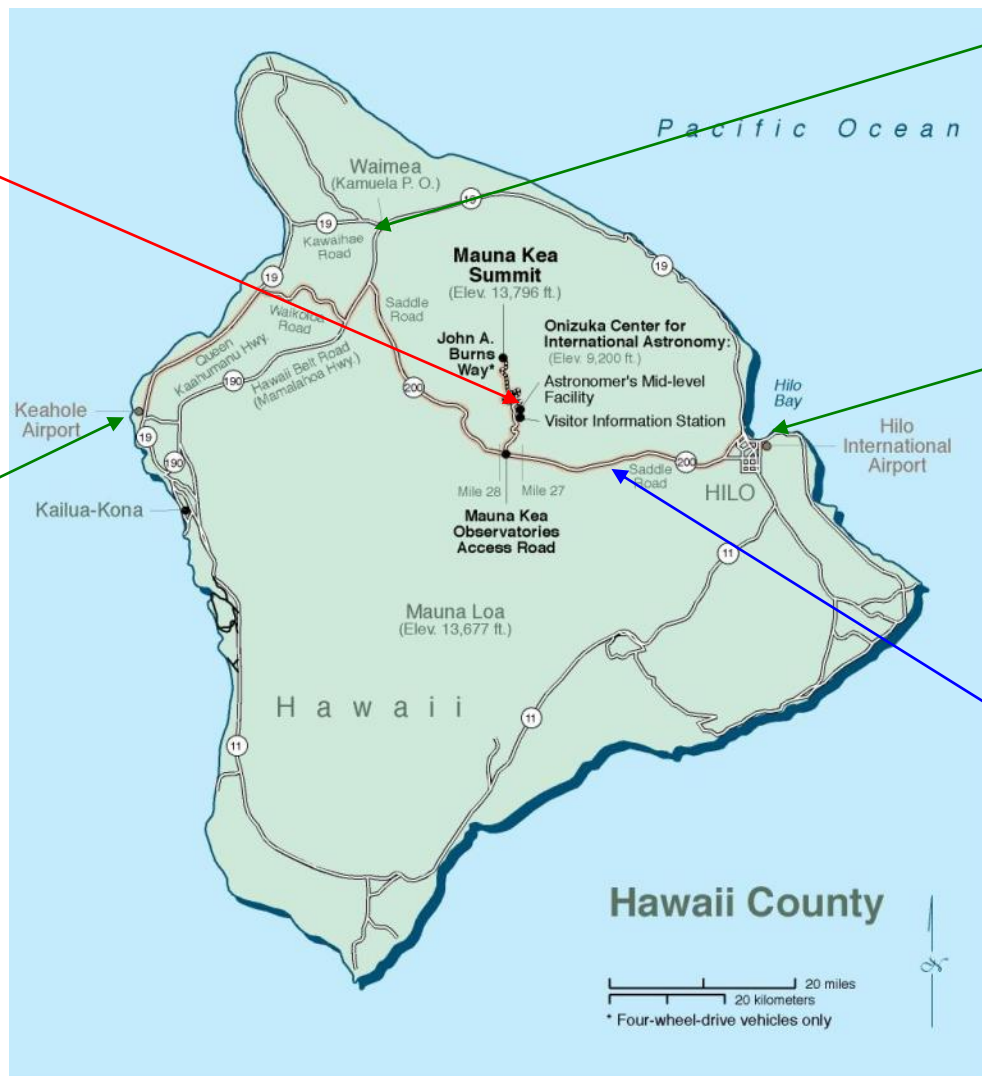 Pacific Ocean
Waimea
(Kamuela P. O.)
19
19
Kawaihae
Road
19
19
Mauna Kea
Summit
(Elev. 13,796 ft.)
Waikoloa
Road
Saddle
Road
John A.
Burns
Way*
Onizuka Center for
International Astronomy:
(Elev. 9,200 ft.)
Astronomer's Mid-level
Facility
Visitor Information Station
Queen
Kaahumanu Hwy.
190
Hawaii Belt Road
(Mamalahoa Hwy.)
200
Hilo
Bay
Keahole
Airport
19
190
Hilo
International
Airport
Saddle
Road
200
HILO
Mile 28
Mile 27
Kailua-Kona
Mauna Kea
Observatories
Access Road
11
Mauna Loa
(Elev. 13,677 ft.)
Hawaii
11
11
Hawaii County
20 miles
20 kilometers
* Four-wheel-drive vehicles only
N